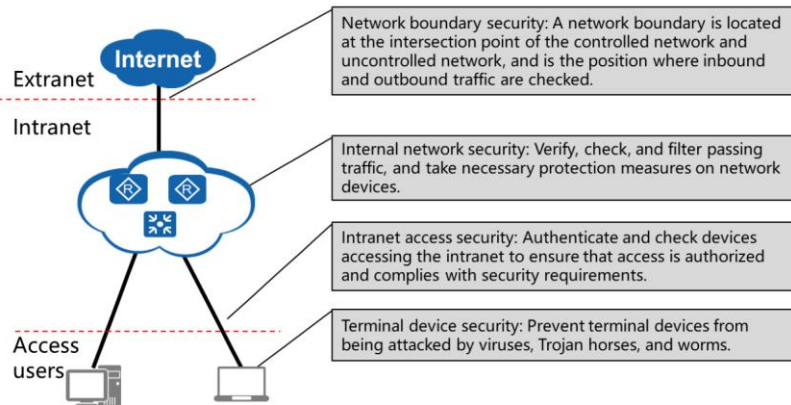 Internet
Extranet
Intranet
R
R
Access
users
Network boundary security: A network boundary is located
at the intersection point of the controlled network and
uncontrolled network, and is the position where inbound
and outbound traffic are checked.
Internal network security: Verify, check, and filter passing
traffic, and take necessary protection measures on network
devices.
Intranet access security: Authenticate and check devices
accessing the intranet to ensure that access is authorized
and complies with security requirements.
Terminal device security: Prevent terminal devices from
being attacked by viruses, Trojan horses, and worms.